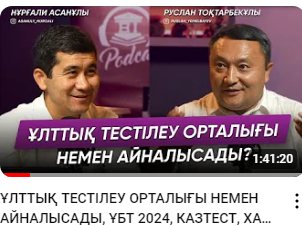 НҰРҒАЛИ АСАНҰЛЫ
РУСЛАН ТОҚТАРБЕКҰЛЫ
Podca
ҰЛТТЫҚ ТЕСТІЛЕУ ОРТАЛЫҒЫ
НЕМЕН АЙНАЛЫСАДЫ?
1:41:20
ҰЛТТЫҚ ТЕСТІЛЕУ ОРТАЛЫҒЫ НЕМЕН
АЙНАЛЫСАДЫ, ҰБТ 2024, КАЗТЕСТ, ХА...